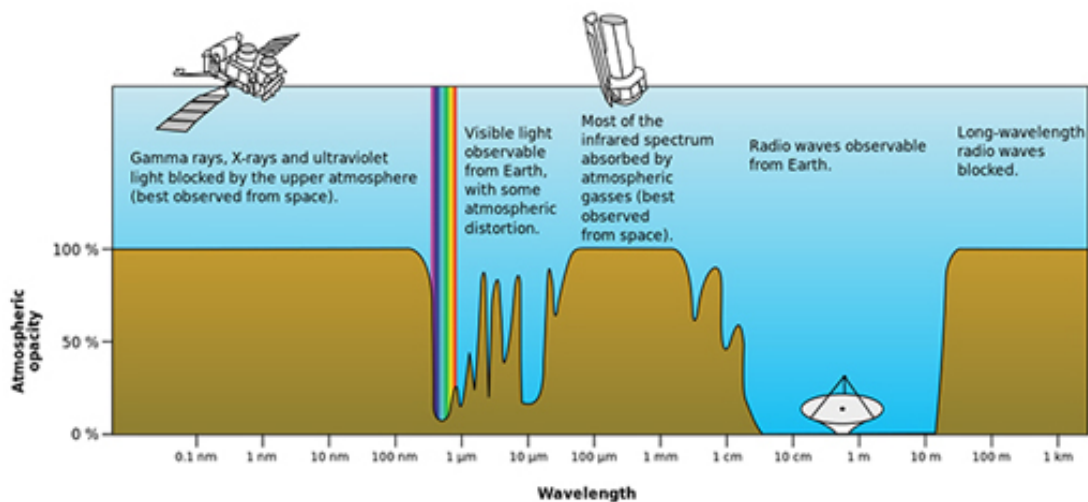 Gamma rays, X-rays and ultraviolet
light blocked by the upper atmosphere
(best observed from space).
Visible light
observable
from Earth,
with some
atmospheric
distortion.
Most of the
infrared spectrum
absorbed by
atmospheric
gasses (best
observed
from space).
Radio waves observable
from Earth.
Long-wavelength
radio waves
blocked.
Atmospheric
opacity
100 %
50 %
0 %
0.1 nm 1 nm 10 nm 100 nm 1 µm 10 µm 100 µm 1 mm 1 cm 10 cm 1 m 10 m 100 m 1 km
Wavelength